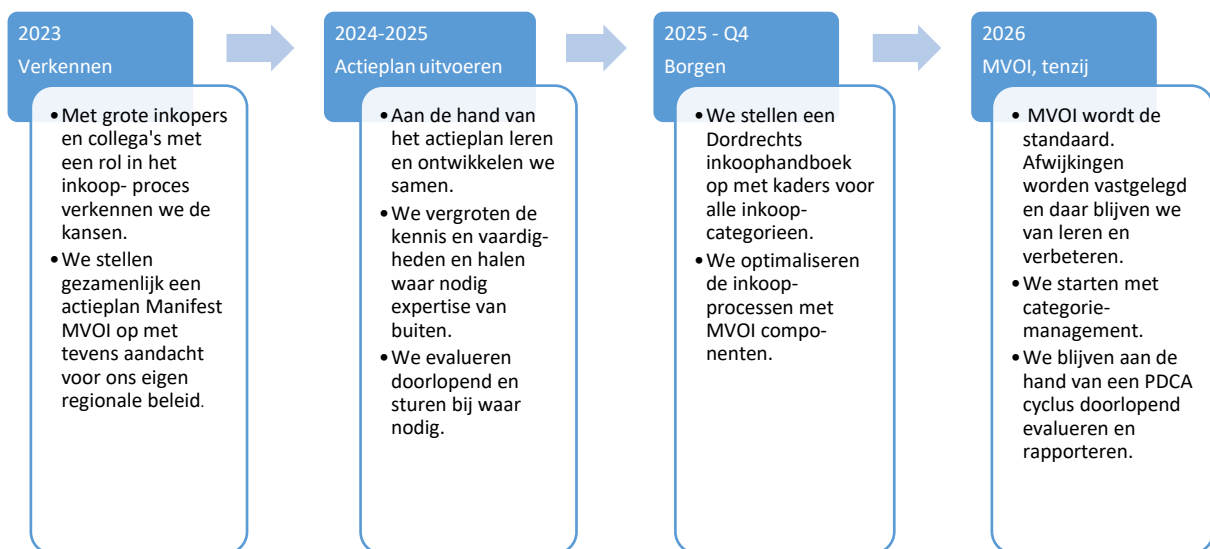 2023
Verkennen
•Met grote inkopers
en collega's met
een rol in het
inkoop- proces
verkennen we de
kansen.
•We stellen
gezamenlijk een
actieplan Manifest
MVOI op met
tevens aandacht
voor ons eigen
regionale beleid.
2024-2025
Actieplan uitvoeren
•Aan de hand van
het actieplan leren
en ontwikkelen we
samen.
•We vergroten de
kennis en vaardig-
heden en halen
waar nodig
expertise van
buiten.
•We evalueren
doorlopend en
sturen bij waar
nodig.
2025 - Q4
Borgen
•We stellen een
Dordrechts
inkoophandboek
op met kaders voor
alle inkoop-
categorieen.
•We optimaliseren
de inkoop-
processen met
MVOI compo-
nenten.
2026
MVOI, tenzij
• MVOI wordt de
standaard.
Afwijkingen
worden vastgelegd
en daar blijven we
van leren en
verbeteren.
•We starten met
categorie-
management.
•We blijven aan de
hand van een PDCA
cyclus doorlopend
evalueren en
rapporteren.